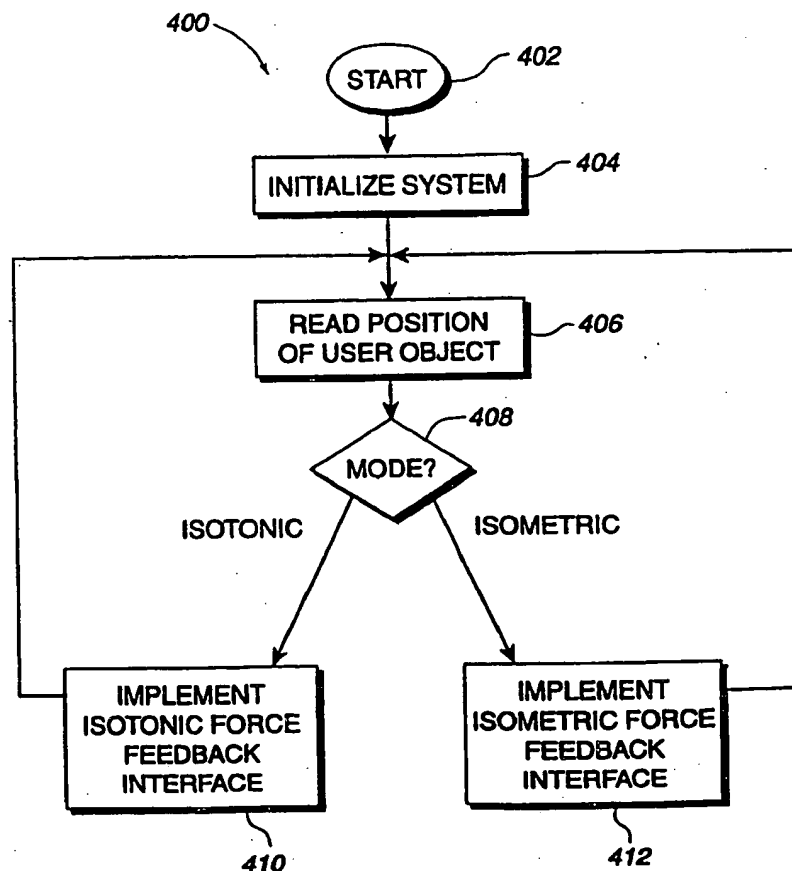 400
START
402
INITIALIZE SYSTEM
404
READ POSITION
OF USER OBJECT
406
408
MODE?
ISOTONIC
ISOMETRIC
IMPLEMENT
ISOTONIC FORCE
FEEDBACK
INTERFACE
410
IMPLEMENT
ISOMETRIC FORCE
FEEDBACK
INTERFACE
412